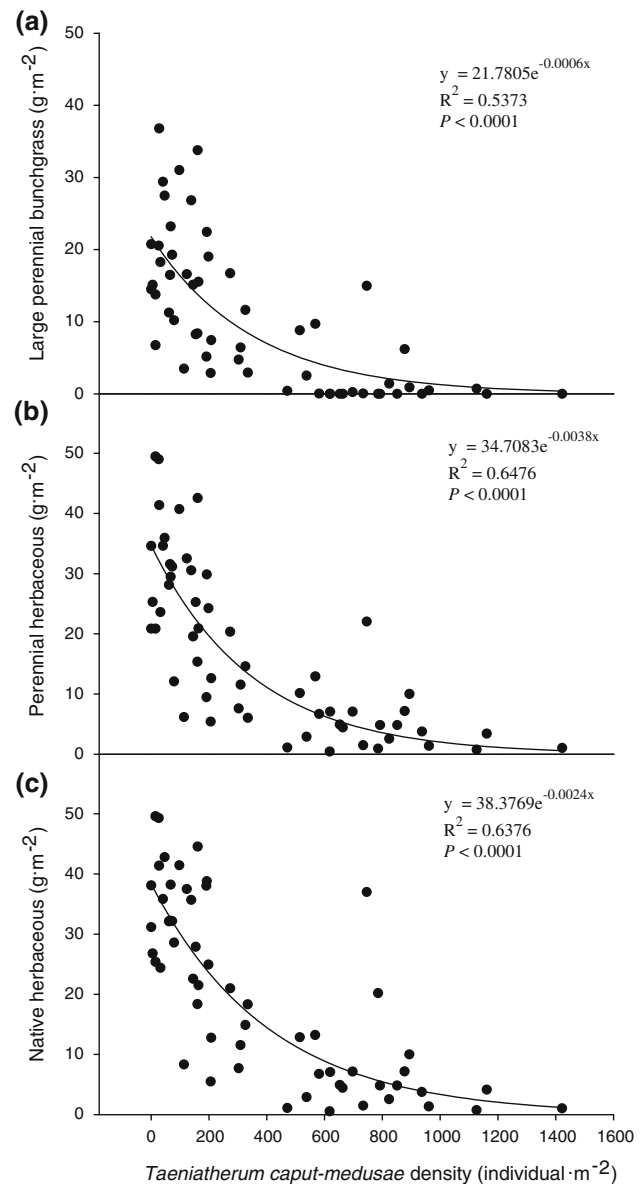 (a)
50
40
30
20
10
0
Large perennial bunchgrass (g·m-2)
y = 21.7805e-0.0006x
R2 = 0.5373
P < 0.0001
(b)
50
40
30
20
10
0
Perennial herbaceous (g·m-2)
y = 34.7083e-0.0038x
R2 = 0.6476
P < 0.0001
(c)
50
40
30
20
10
0
Native herbaceous (g·m-2)
y = 38.3769e-0.0024x
R2 = 0.6376
P < 0.0001
0 200 400 600 800 1000 1200 1400 1600
Taeniatherum caput-medusae density (individual·m-2)